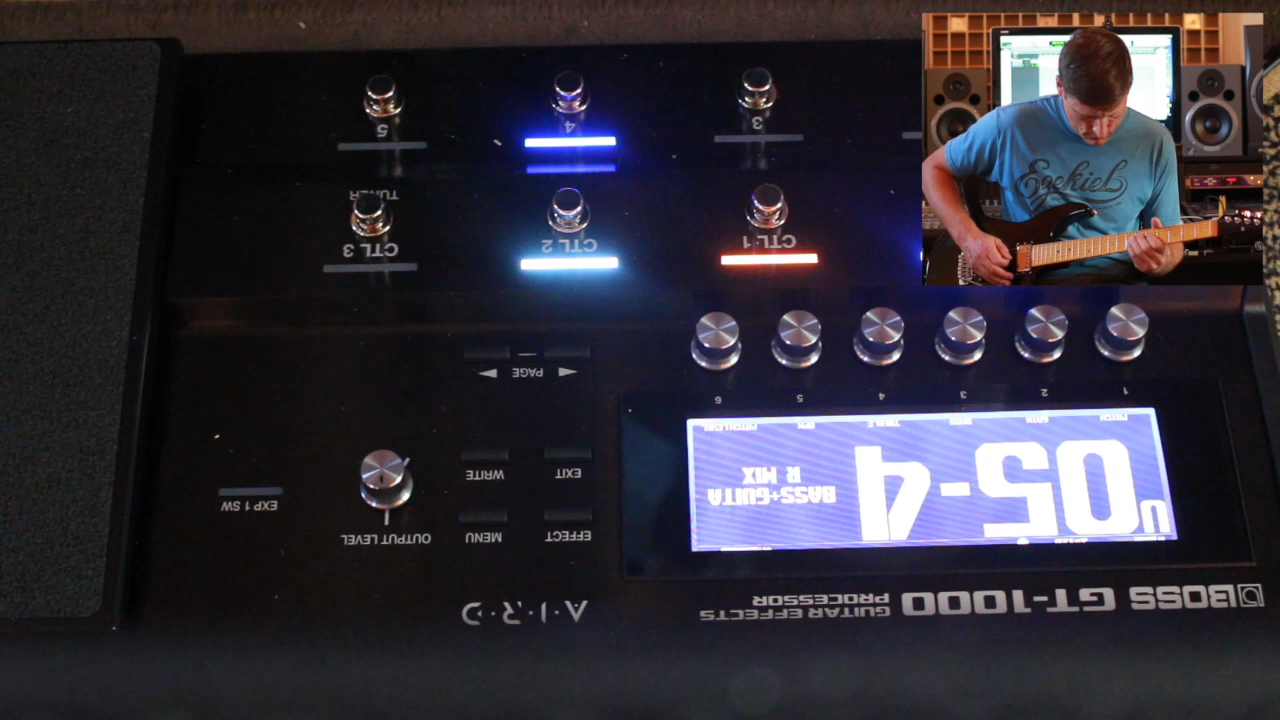 BOSS GT-1000
GUITAR EFFECTS
PROCESSOR
A·I·R·D
U05-4
BASS+GUITA
R MIX
EFFECT
MENU
OUTPUT LEVEL
EXIT
WRITE
EXP 1 SW
1
2
3
4
5
6
PAGE
CTL 1
CTL 2
CTL 3
TUNER
3
4
5
Ezekiel